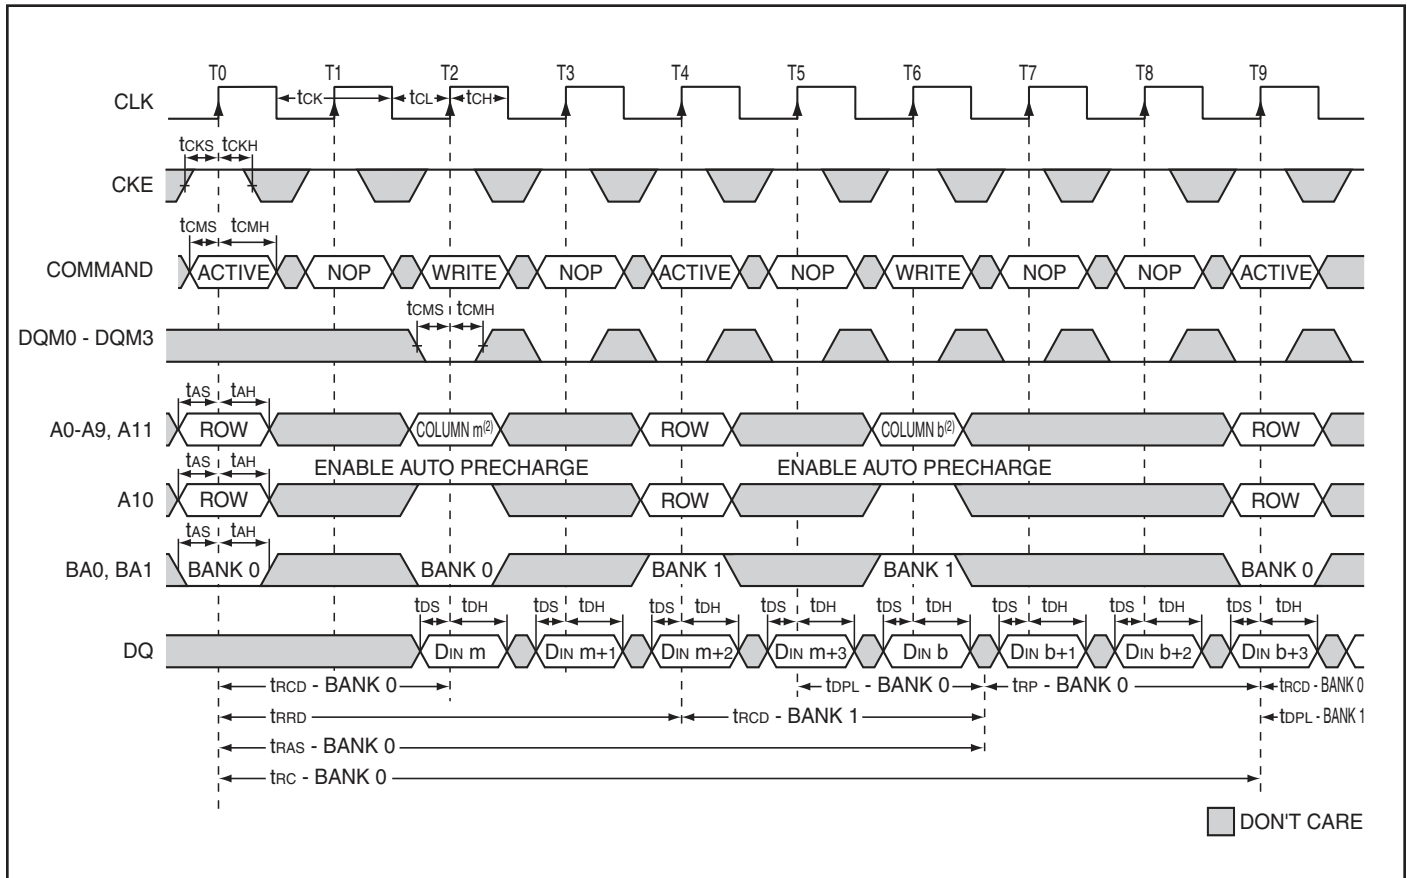 T0 T1 T2 T3 T4 T5 T6 T7 T8 T9
CLK tCK tCL tCH
tCKS tCKH
CKE
tCMS tCMH
COMMAND ACTIVE NOP WRITE NOP ACTIVE NOP WRITE NOP NOP ACTIVE
tCMS tCMH
DQM0 - DQM3
tAS tAH
A0-A9, A11 ROW COLUMN m(2) ROW COLUMN b(2) ROW
tAS tAH ENABLE AUTO PRECHARGE ENABLE AUTO PRECHARGE
A10 ROW ROW ROW
tAS tAH
BA0, BA1 BANK 0 BANK 0 BANK 1 BANK 1 BANK 0
tDS tDH tDS tDH tDS tDH tDS tDH tDS tDH tDS tDH tDS tDH tDS tDH
DQ DIN m DIN m+1 DIN m+2 DIN m+3 DIN b DIN b+1 DIN b+2 DIN b+3
tRCD - BANK 0 tDPL - BANK 0 tRP - BANK 0 tRCD - BANK 0
tRRD tRCD - BANK 1 tDPL - BANK 1
tRAS - BANK 0
tRC - BANK 0
DON'T CARE